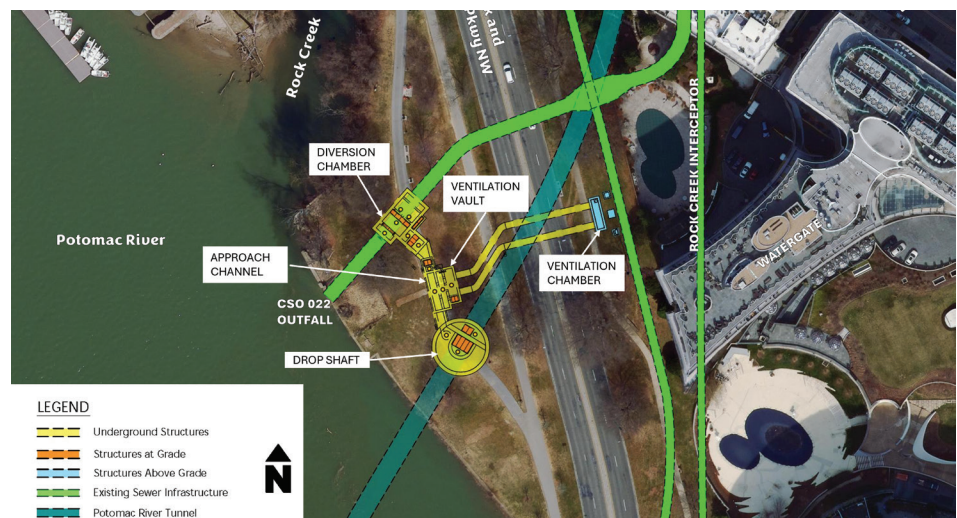 Rock Creek
k and
Pkwy NW
DIVERSION
CHAMBER
VENTILATION
VAULT
ROCK CREEK INTERCEPTOR
Potomac River
APPROACH
CHANNEL
WATERGATE
VENTILATION
CHAMBER
CSO 022
OUTFALL
DROP SHAFT
LEGEND
Underground Structures
Structures at Grade
Structures Above Grade
Existing Sewer Infrastructure
Potomac River Tunnel
N